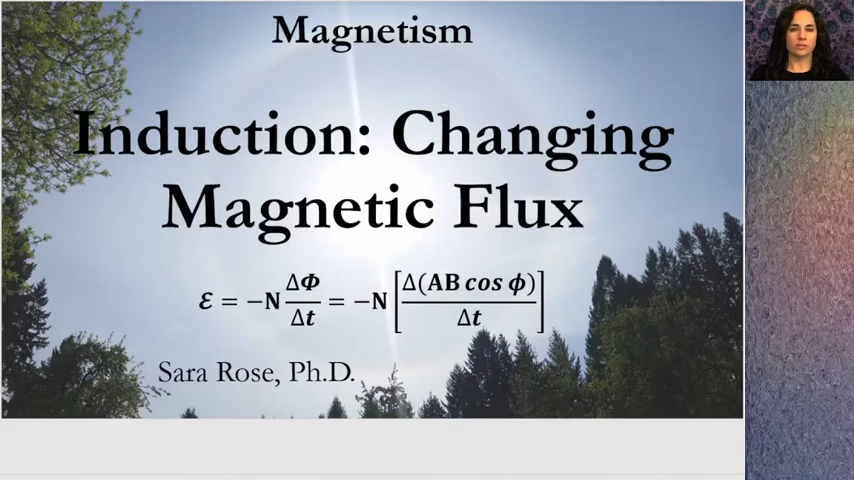 Magnetism
Induction: Changing
Magnetic Flux
ℰ = −N ΔΦ/Δt = −N [Δ(AB cos ϕ)/Δt]
Sara Rose, Ph.D.